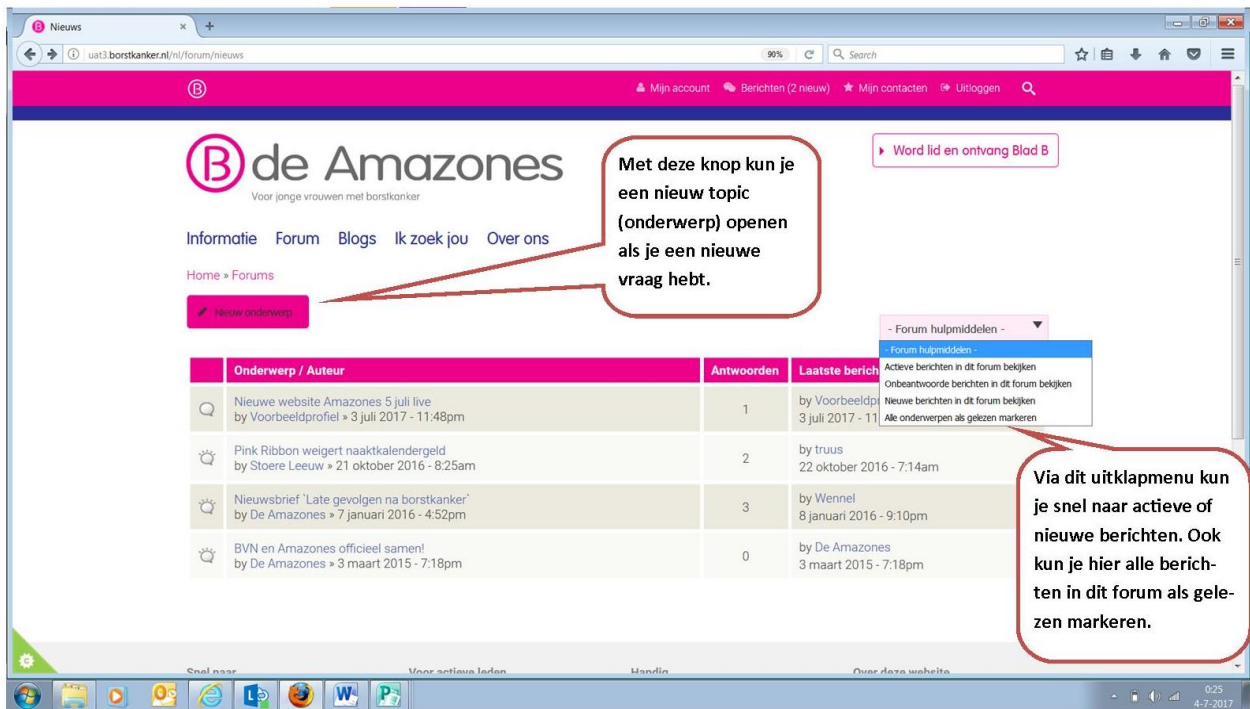 Nieuws
uat3.borstkanker.nl/nl/forum/nieuws
90%
Search
B
Mijn account
Berichten (2 nieuw)
Mijn contacten
Uitloggen
B de Amazones
Voor jonge vrouwen met borstkanker
Word lid en ontvang Blad B
Met deze knop kun je
een nieuw topic
(onderwerp) openen
als je een nieuwe
vraag hebt.
Informatie Forum Blogs Ik zoek jou Over ons
Home » Forums
Nieuw onderwerp
- Forum hulpmiddelen -
- Forum hulpmiddelen -
Actieve berichten in dit forum bekijken
Onbeantwoorde berichten in dit forum bekijken
Nieuwe berichten in dit forum bekijken
Alle onderwerpen als gelezen markeren
Onderwerp / Auteur Antwoorden Laatste berich
Nieuwe website Amazones 5 juli live
by Voorbeeldprofiel » 3 juli 2017 - 11:48pm
1
by Voorbeeldp
3 juli 2017 - 11
Pink Ribbon weigert naaktkalendergeld
by Stoere Leeuw » 21 oktober 2016 - 8:25am
2
by truus
22 oktober 2016 - 7:14am
Nieuwsbrief `Late gevolgen na borstkanker`
by De Amazones » 7 januari 2016 - 4:52pm
3
by Wennel
8 januari 2016 - 9:10pm
BVN en Amazones officieel samen!
by De Amazones » 3 maart 2015 - 7:18pm
0
by De Amazones
3 maart 2015 - 7:18pm
Via dit uitklapmenu kun
je snel naar actieve of
nieuwe berichten. Ook
kun je hier alle berich-
ten in dit forum als gele-
zen markeren.
Snel naar Voor actieve leden Handig Over deze website
0:25
4-7-2017